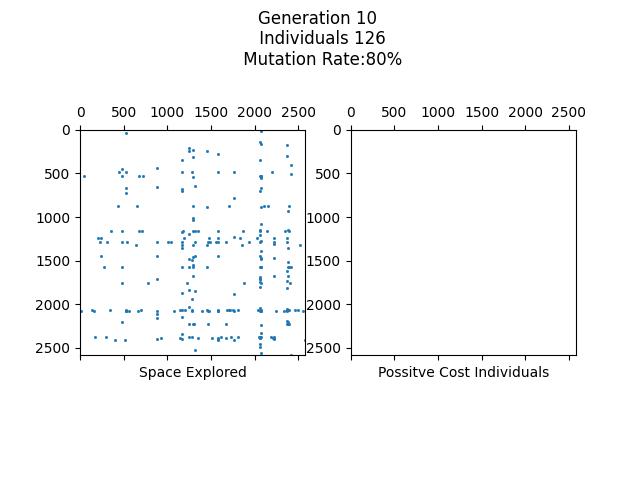 Generation 10
Individuals 126
Mutation Rate:80%
0 500 1000 1500 2000 2500
0 500 1000 1500 2000 2500
0
500
1000
1500
2000
2500
0
500
1000
1500
2000
2500
Space Explored
Possitve Cost Individuals